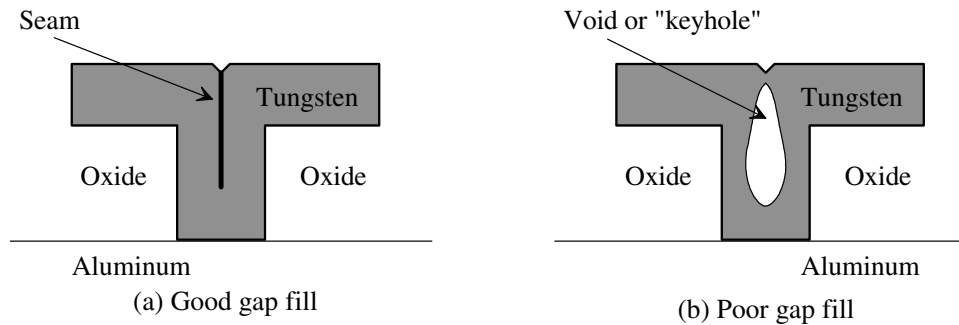 Seam
Tungsten
Oxide
Oxide
Aluminum
(a) Good gap fill
Void or "keyhole"
Tungsten
Oxide
Oxide
Aluminum
(b) Poor gap fill